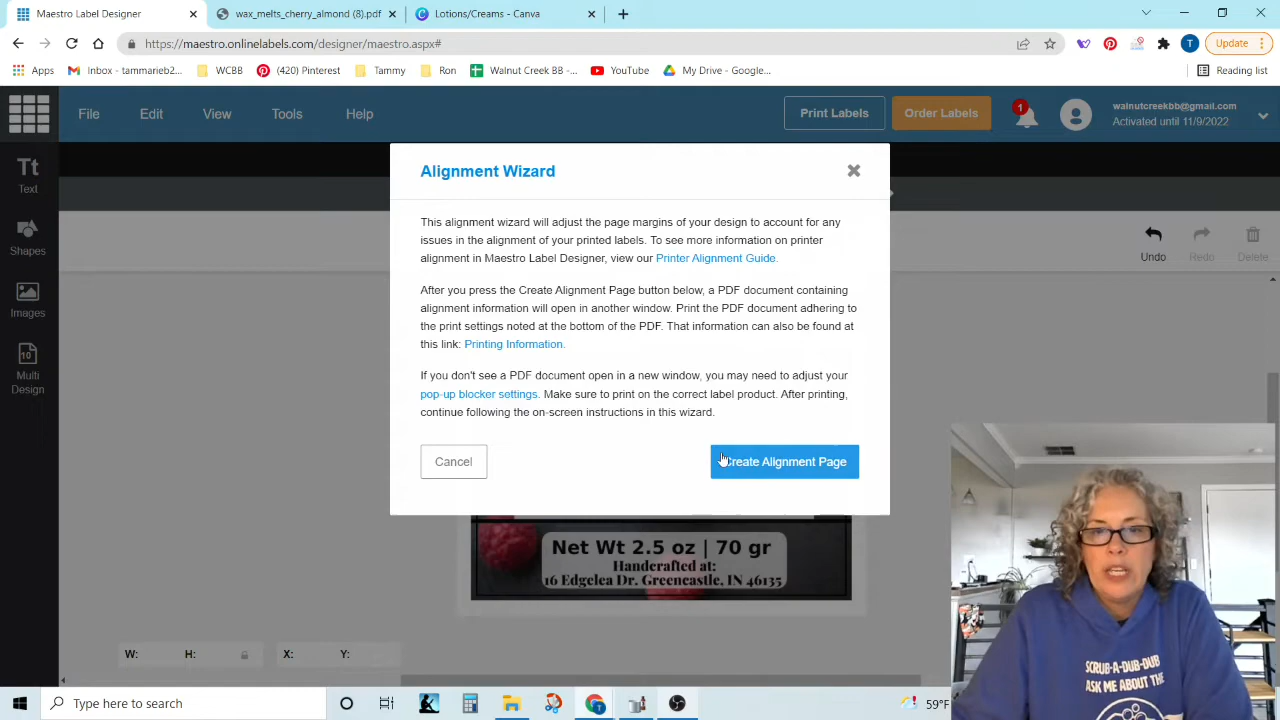 Maestro Label Designer
wax_melts_cherry_almond (8).pdf
Lotions/Creams - Canva
https://maestro.onlinelabels.com/designer/maestro.aspx#
Update
Apps
Inbox - tammarieb2...
WCBB
(420) Pinterest
Tammy
Ron
Walnut Creek BB -...
YouTube
My Drive - Google...
Reading list
File
Edit
View
Tools
Help
Print Labels
Order Labels
1
walnutcreekbb@gmail.com
Activated until 11/9/2022
Tt
Text
Shapes
Images
10
Multi
Design
Undo
Redo
Delete
Alignment Wizard
This alignment wizard will adjust the page margins of your design to account for any
issues in the alignment of your printed labels. To see more information on printer
alignment in Maestro Label Designer, view our Printer Alignment Guide.
After you press the Create Alignment Page button below, a PDF document containing
alignment information will open in another window. Print the PDF document adhering to
the print settings noted at the bottom of the PDF. That information can also be found at
this link: Printing Information.
If you don't see a PDF document open in a new window, you may need to adjust your
pop-up blocker settings. Make sure to print on the correct label product. After printing,
continue following the on-screen instructions in this wizard.
Cancel
Create Alignment Page
Net Wt 2.5 oz | 70 gr
Handcrafted at:
16 Edgelea Dr. Greencastle, IN 46135
W:
H:
X:
Y:
SCRUB-A-DUB-DUB
ASK ME ABOUT THE
Type here to search
59°F